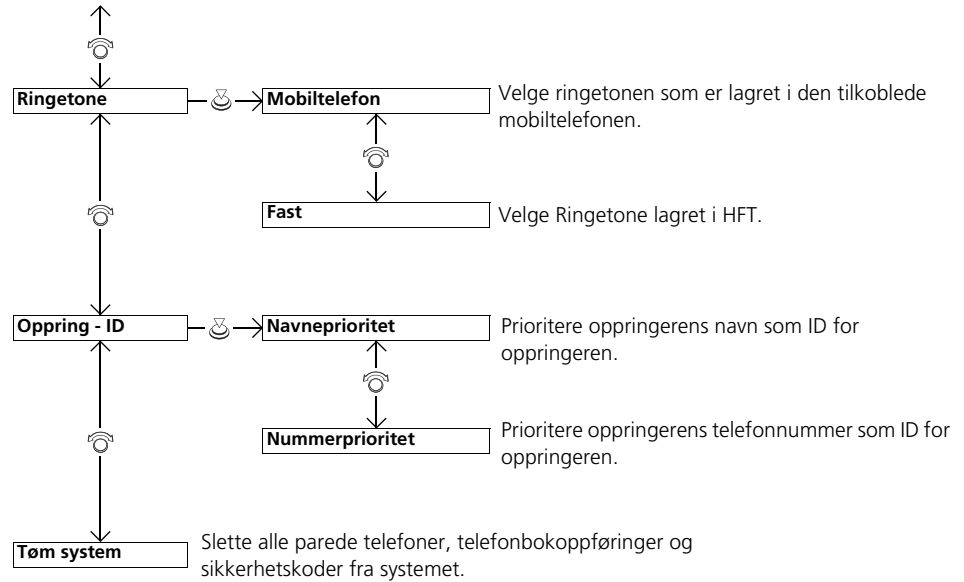 Ringetone
Mobiltelefon
Velge ringetonen som er lagret i den tilkoblede
mobiltelefonen.
Fast
Velge Ringetone lagret i HFT.
Oppring - ID
Navneprioritet
Prioritere oppringerens navn som ID for
oppringeren.
Nummerprioritet
Prioritere oppringerens telefonnummer som ID for
oppringeren.
Tøm system
Slette alle parede telefoner, telefonbokoppføringer og
sikkerhetskoder fra systemet.